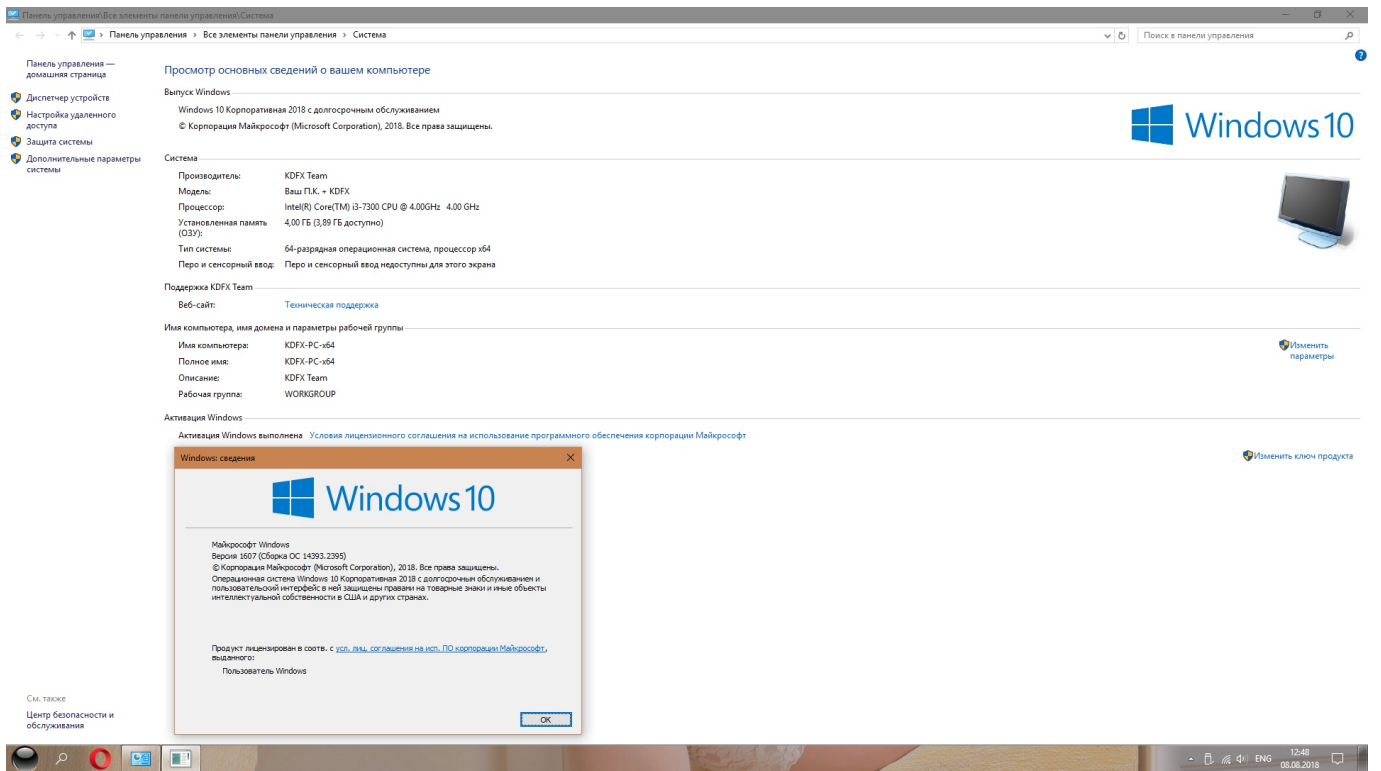 Панель управления\Все элементы панели управления\Система
Панель управления › Все элементы панели управления › Система
Поиск в панели управления
Панель управления —
домашняя страница
Диспетчер устройств
Настройка удаленного
доступа
Защита системы
Дополнительные параметры
системы
Просмотр основных сведений о вашем компьютере
Выпуск Windows
Windows 10 Корпоративная 2018 с долгосрочным обслуживанием
© Корпорация Майкрософт (Microsoft Corporation), 2018. Все права защищены.
Windows 10
Система
Производитель: KDFX Team
Модель: Ваш П.К. + KDFX
Процессор: Intel(R) Core(TM) i3-7300 CPU @ 4.00GHz 4.00 GHz
Установленная память 4,00 ГБ (3,89 ГБ доступно)
(ОЗУ):
Тип системы: 64-разрядная операционная система, процессор x64
Перо и сенсорный ввод: Перо и сенсорный ввод недоступны для этого экрана
Поддержка KDFX Team
Веб-сайт: Техническая поддержка
Имя компьютера, имя домена и параметры рабочей группы
Имя компьютера: KDFX-PC-x64
Изменить
параметры
Полное имя: KDFX-PC-x64
Описание: KDFX Team
Рабочая группа: WORKGROUP
Активация Windows
Активация Windows выполнена Условия лицензионного соглашения на использование программного обеспечения корпорации Майкрософт
Изменить ключ продукта
Windows: сведения
Windows 10
Майкрософт Windows
Версия 1607 (Сборка ОС 14393.2395)
© Корпорация Майкрософт (Microsoft Corporation), 2018. Все права защищены.
Операционная система Windows 10 Корпоративная 2018 с долгосрочным обслуживанием и
пользовательский интерфейс в ней защищены правами на товарные знаки и иные объекты
интеллектуальной собственности в США и других странах.
Продукт лицензирован в соотв. с усл. лиц. соглашения на исп. ПО корпорации Майкрософт,
выданного:
Пользователь Windows
OK
См. также
Центр безопасности и
обслуживания
ENG
12:48
08.08.2018